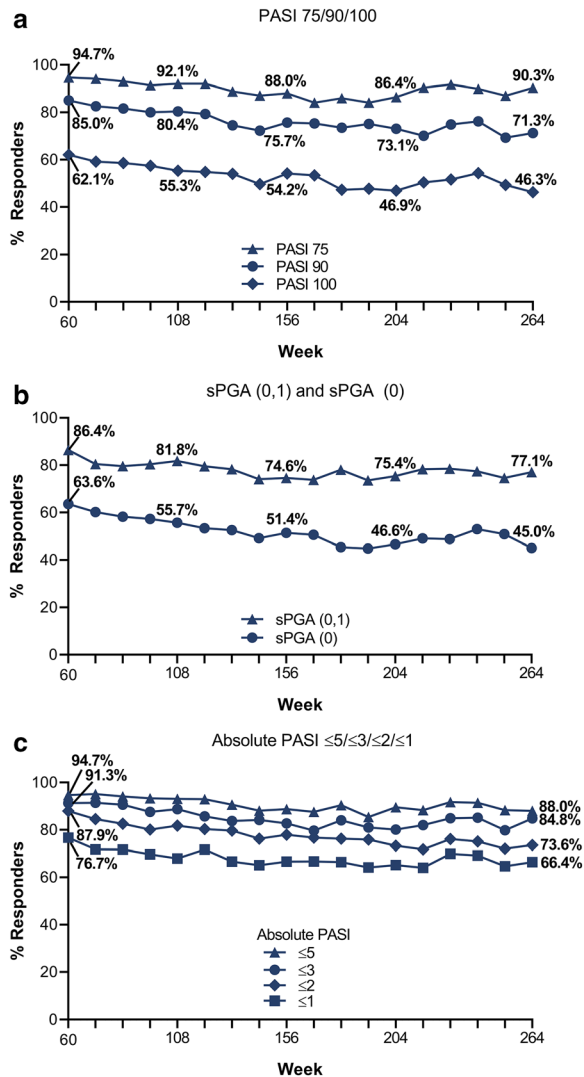 a
PASI 75/90/100
94.7%
92.1%
88.0%
86.4%
90.3%
85.0%
80.4%
75.7%
73.1%
71.3%
62.1%
55.3%
54.2%
46.9%
46.3%
100
80
60
40
20
0
% Responders
PASI 75
PASI 90
PASI 100
60 108 156 204 264
Week
b
sPGA (0,1) and sPGA (0)
86.4%
81.8%
74.6%
75.4%
77.1%
63.6%
55.7%
51.4%
46.6%
45.0%
100
80
60
40
20
0
% Responders
sPGA (0,1)
sPGA (0)
60 108 156 204 264
Week
c
Absolute PASI ≤5/≤3/≤2/≤1
94.7%
91.3%
87.9%
76.7%
88.0%
84.8%
73.6%
66.4%
100
80
60
40
20
0
% Responders
Absolute PASI
≤5
≤3
≤2
≤1
60 108 156 204 264
Week